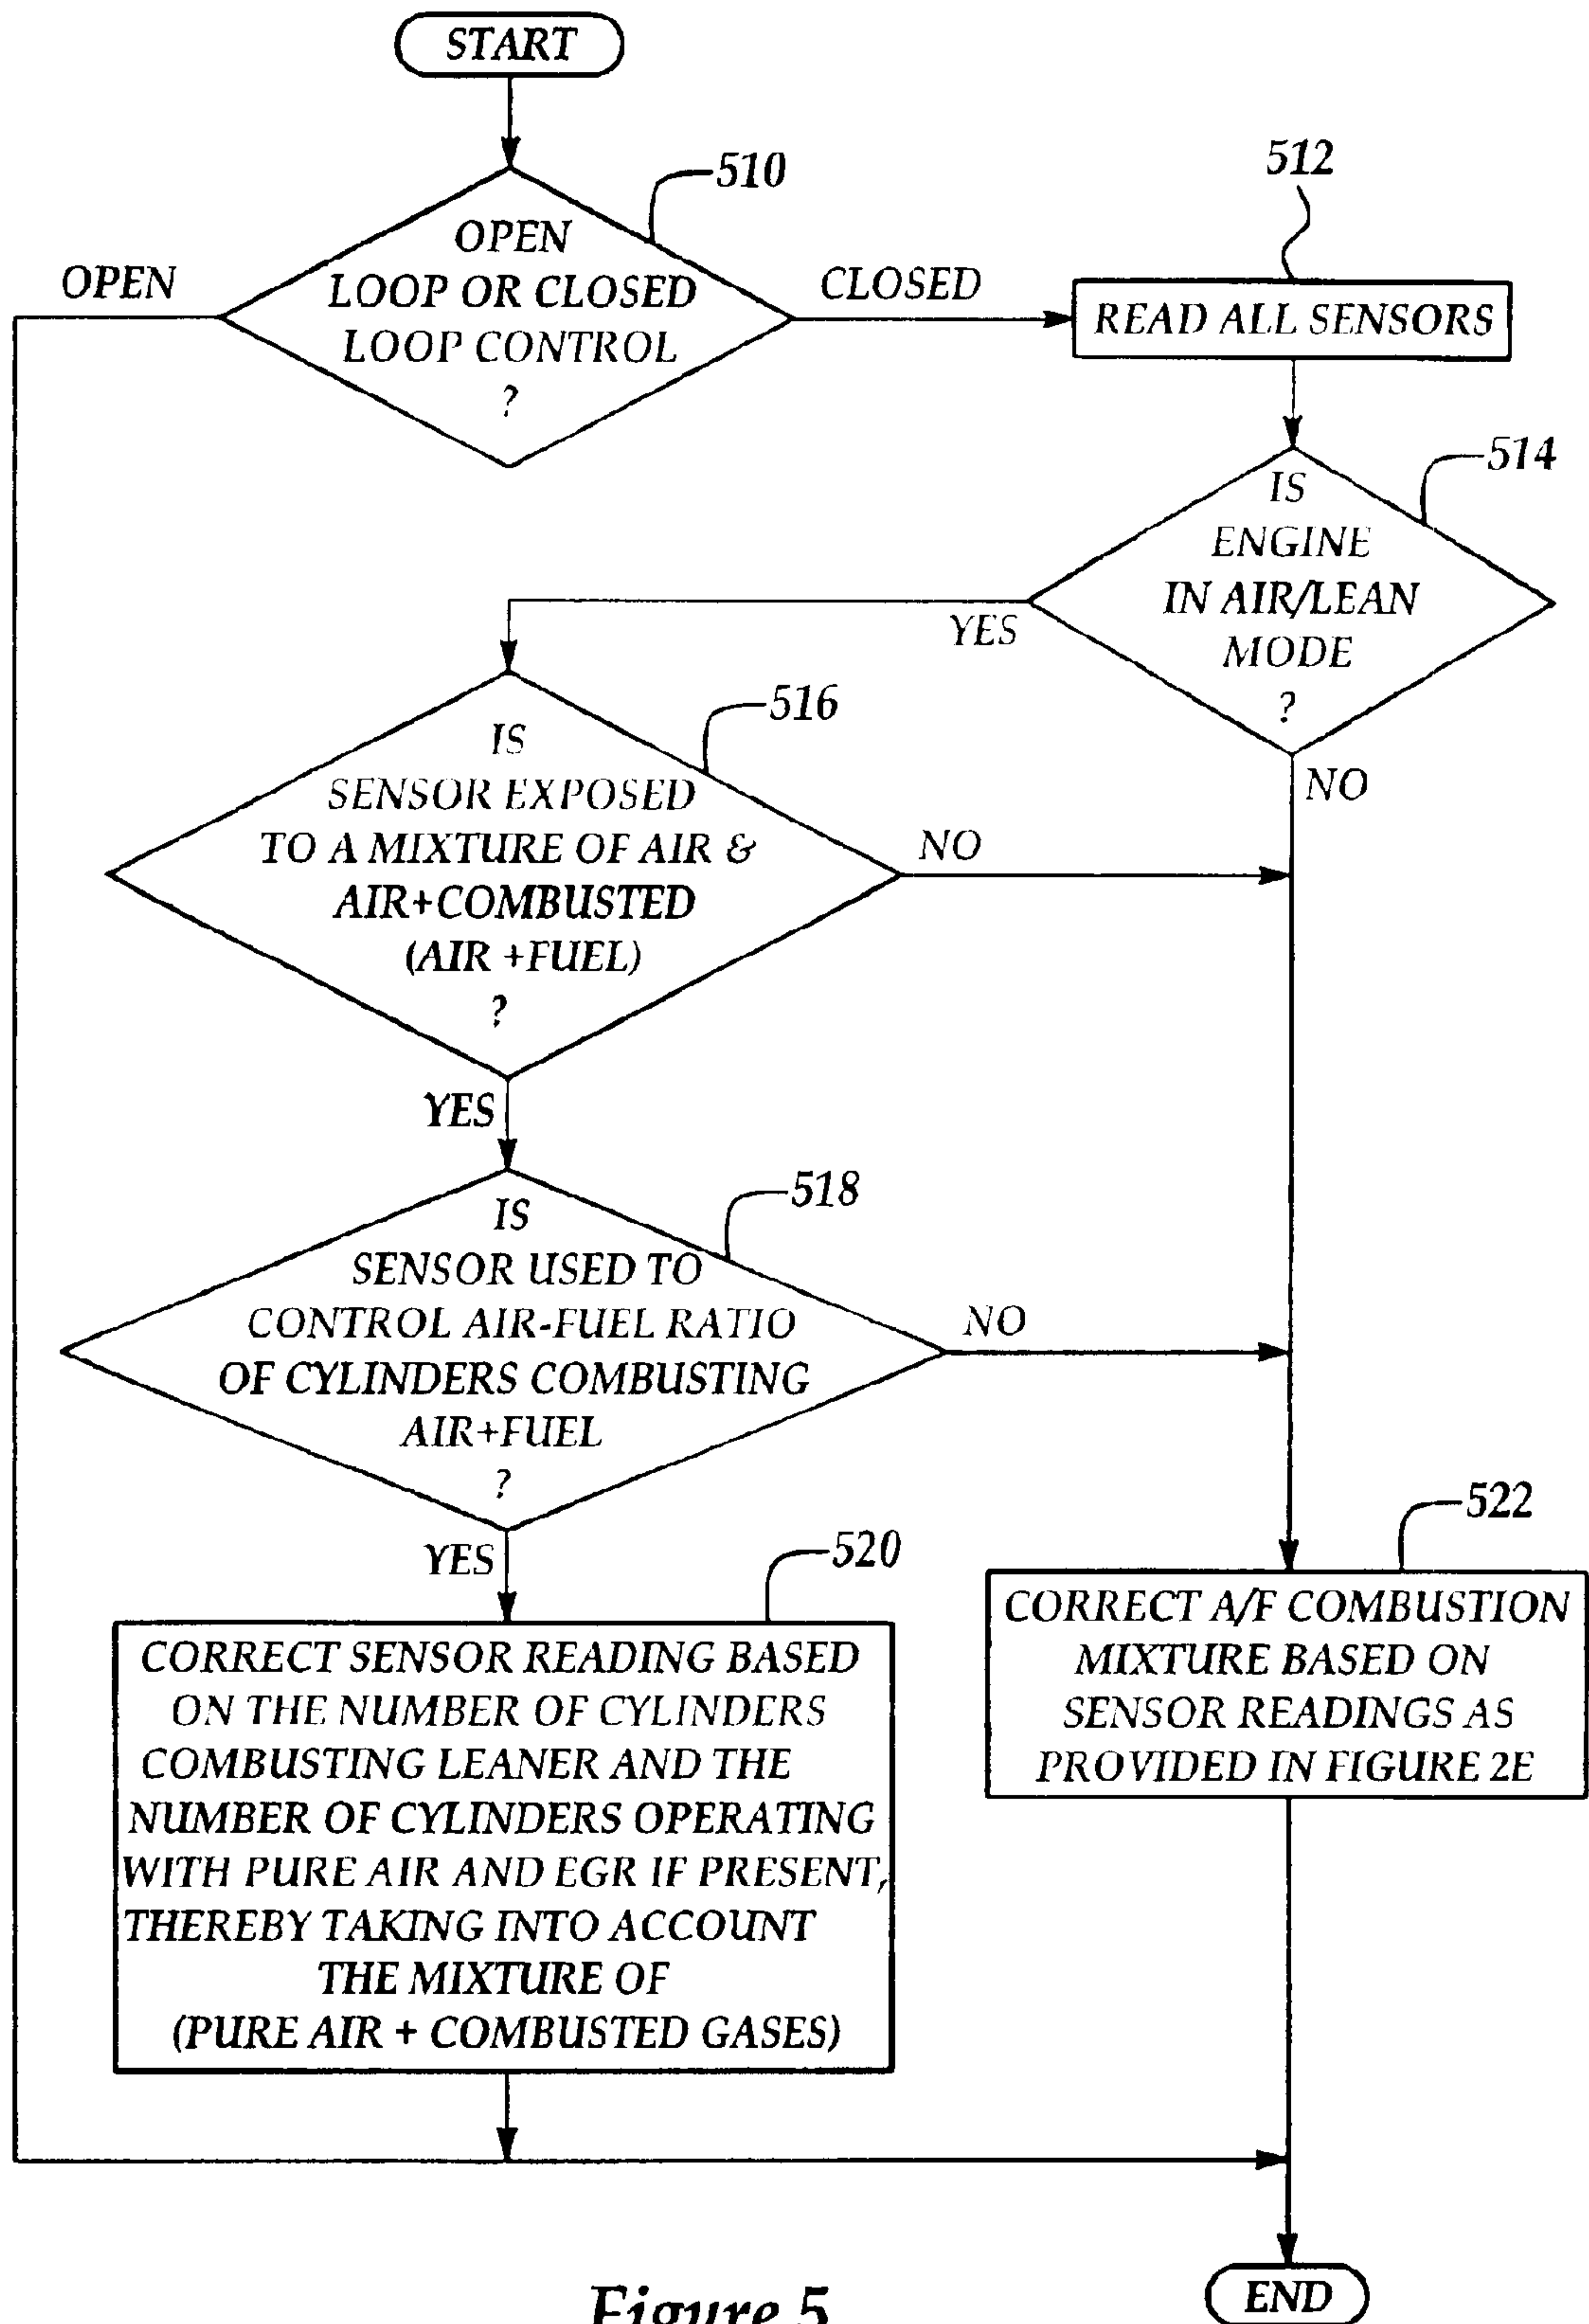 START
510
OPEN
LOOP OR CLOSED
LOOP CONTROL
?
OPEN
CLOSED
512
READ ALL SENSORS
514
IS
ENGINE
IN AIR/LEAN
MODE
?
YES
NO
516
IS
SENSOR EXPOSED
TO A MIXTURE OF AIR &
AIR+COMBUSTED
(AIR +FUEL)
?
NO
YES
518
IS
SENSOR USED TO
CONTROL AIR-FUEL RATIO
OF CYLINDERS COMBUSTING
AIR+FUEL
?
NO
YES
520
CORRECT SENSOR READING BASED
ON THE NUMBER OF CYLINDERS
COMBUSTING LEANER AND THE
NUMBER OF CYLINDERS OPERATING
WITH PURE AIR AND EGR IF PRESENT,
THEREBY TAKING INTO ACCOUNT
THE MIXTURE OF
(PURE AIR + COMBUSTED GASES)
522
CORRECT A/F COMBUSTION
MIXTURE BASED ON
SENSOR READINGS AS
PROVIDED IN FIGURE 2E
END
Figure 5